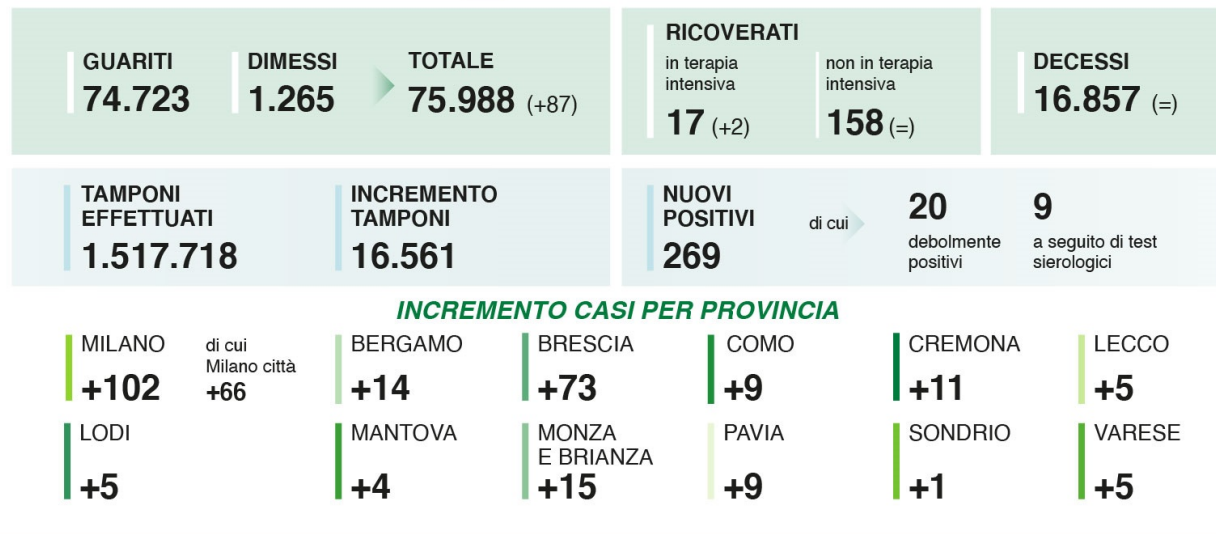 GUARITI
74.723
DIMESSI
1.265
TOTALE
75.988 (+87)
RICOVERATI
in terapia
intensiva
17 (+2)
non in terapia
intensiva
158 (=)
DECESSI
16.857 (=)
TAMPONI
EFFETTUATI
1.517.718
INCREMENTO
TAMPONI
16.561
NUOVI
POSITIVI
269
di cui
20
debolmente
positivi
9
a seguito di test
sierologici
INCREMENTO CASI PER PROVINCIA
MILANO
+102
di cui
Milano città
+66
BERGAMO
+14
BRESCIA
+73
COMO
+9
CREMONA
+11
LECCO
+5
LODI
+5
MANTOVA
+4
MONZA
E BRIANZA
+15
PAVIA
+9
SONDRIO
+1
VARESE
+5